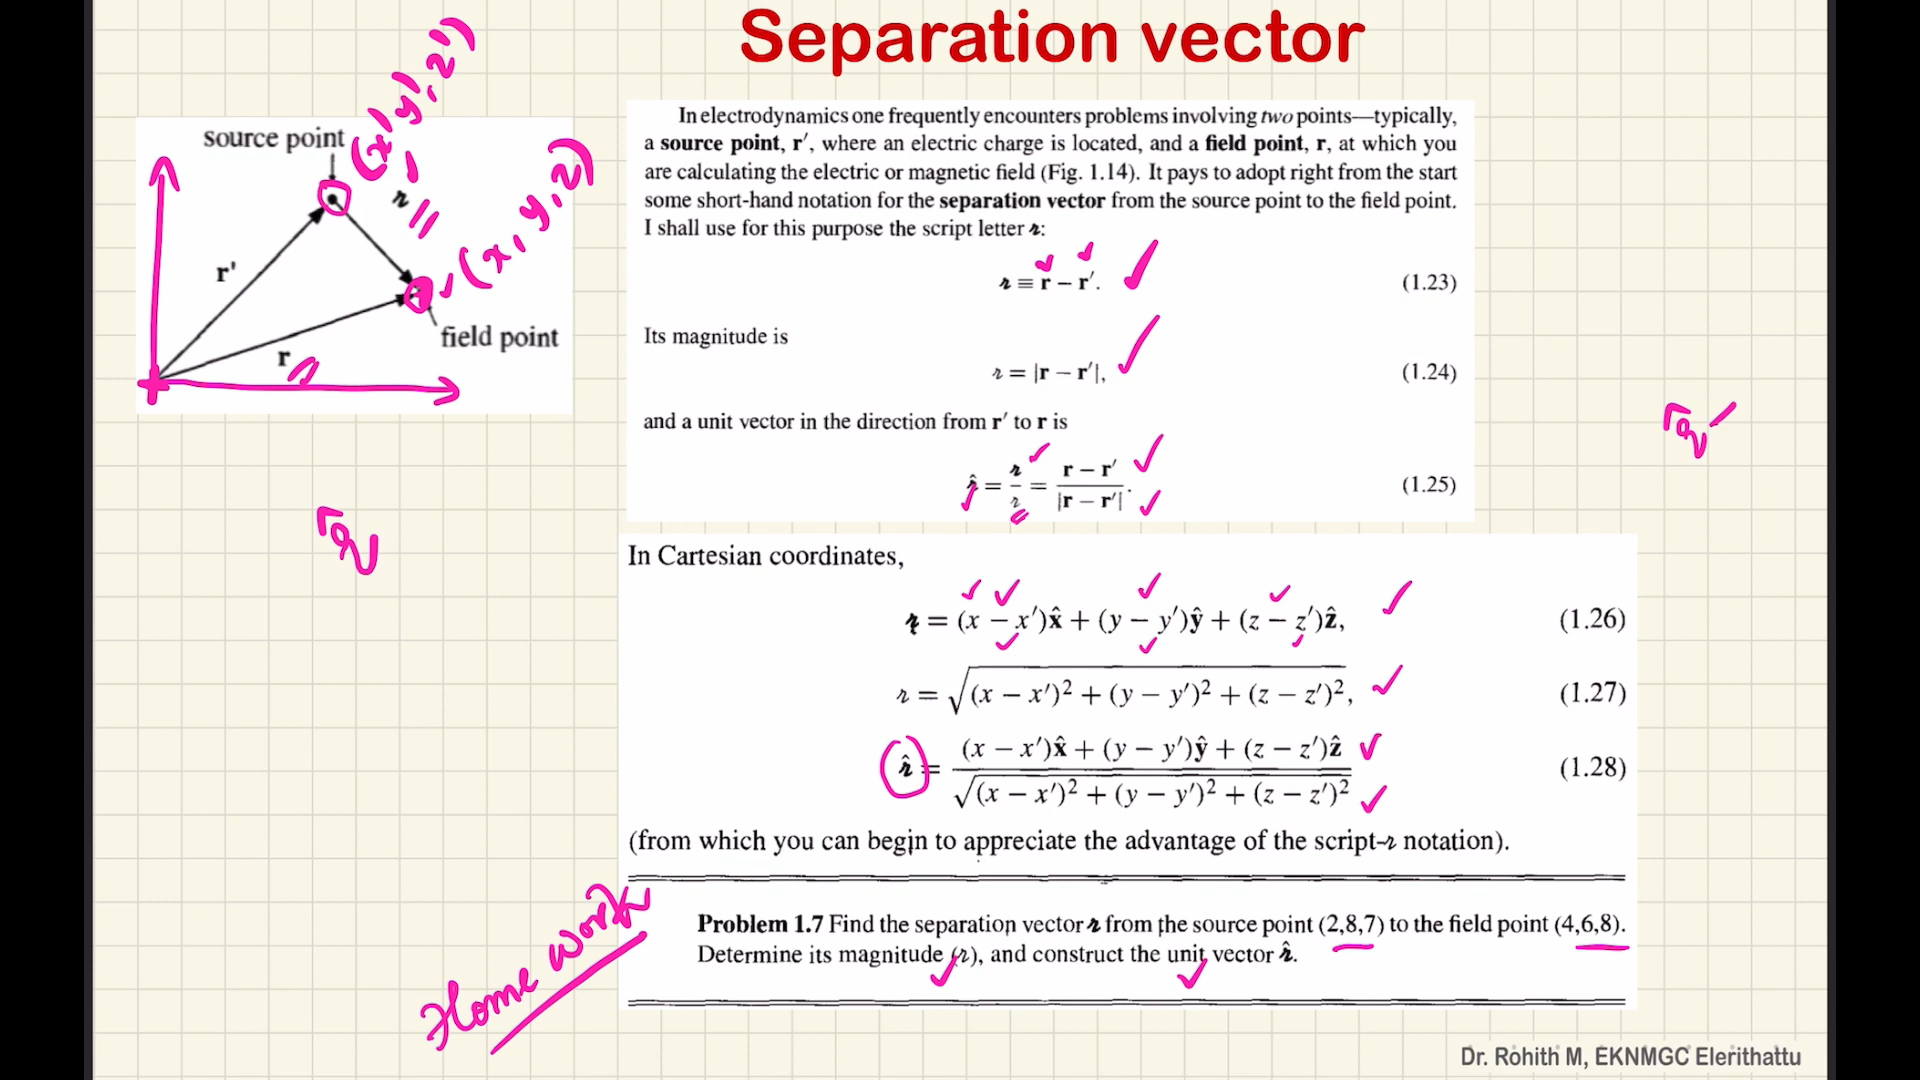 Separation vector
source point
(x', y', z')
𝓇
(x, y, z)
r'
field point
r
In electrodynamics one frequently encounters problems involving two points—typically,
a source point, r′, where an electric charge is located, and a field point, r, at which you
are calculating the electric or magnetic field (Fig. 1.14). It pays to adopt right from the start
some short-hand notation for the separation vector from the source point to the field point.
I shall use for this purpose the script letter 𝓇:
𝓇 ≡ r − r′. (1.23)
Its magnitude is
𝓇 = |r − r′|, (1.24)
and a unit vector in the direction from r′ to r is
𝓇̂ = 𝓇/𝓇 = (r − r′)/|r − r′|. (1.25)
In Cartesian coordinates,
𝓇 = (x − x′)x̂ + (y − y′)ŷ + (z − z′)ẑ, (1.26)
𝓇 = √((x − x′)² + (y − y′)² + (z − z′)²), (1.27)
𝓇̂ = ((x − x′)x̂ + (y − y′)ŷ + (z − z′)ẑ)/√((x − x′)² + (y − y′)² + (z − z′)²) (1.28)
(from which you can begin to appreciate the advantage of the script-𝓇 notation).
Home work
Problem 1.7 Find the separation vector 𝓇 from the source point (2,8,7) to the field point (4,6,8).
Determine its magnitude (𝓇), and construct the unit vector 𝓇̂.
Dr. Rohith M, EKNMGC Elerithattu